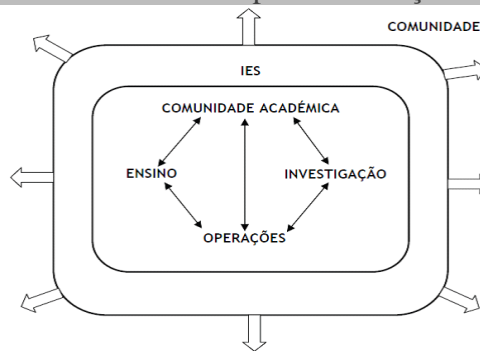 COMUNIDADE
IES
COMUNIDADE ACADÉMICA
ENSINO
INVESTIGAÇÃO
OPERAÇÕES